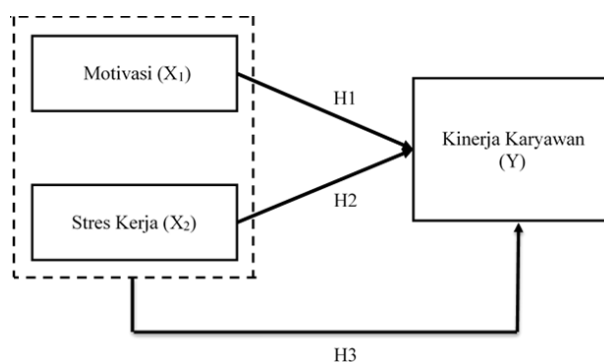 Motivasi (X₁)
H1
Kinerja Karyawan
(Y)
Stres Kerja (X₂)
H2
H3